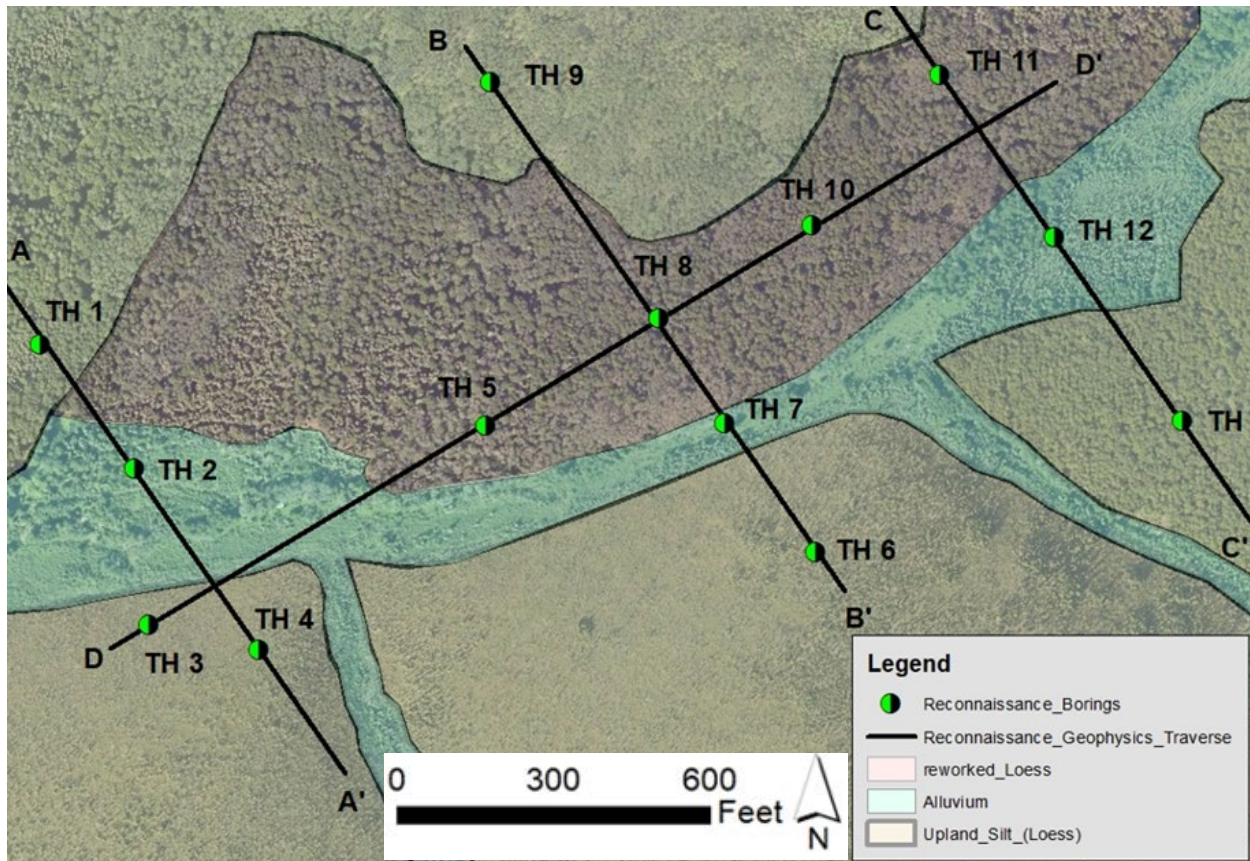 C
B
TH 9
TH 11
D'
TH 10
A
TH 12
TH 8
TH 1
TH 5
TH 7
TH
TH 2
TH 6
C'
B'
TH 4
D
TH 3
A'
Legend
Reconnaissance_Borings
Reconnaissance_Geophysics_Traverse
reworked_Loess
Alluvium
Upland_Silt_(Loess)
0 300 600
Feet
N